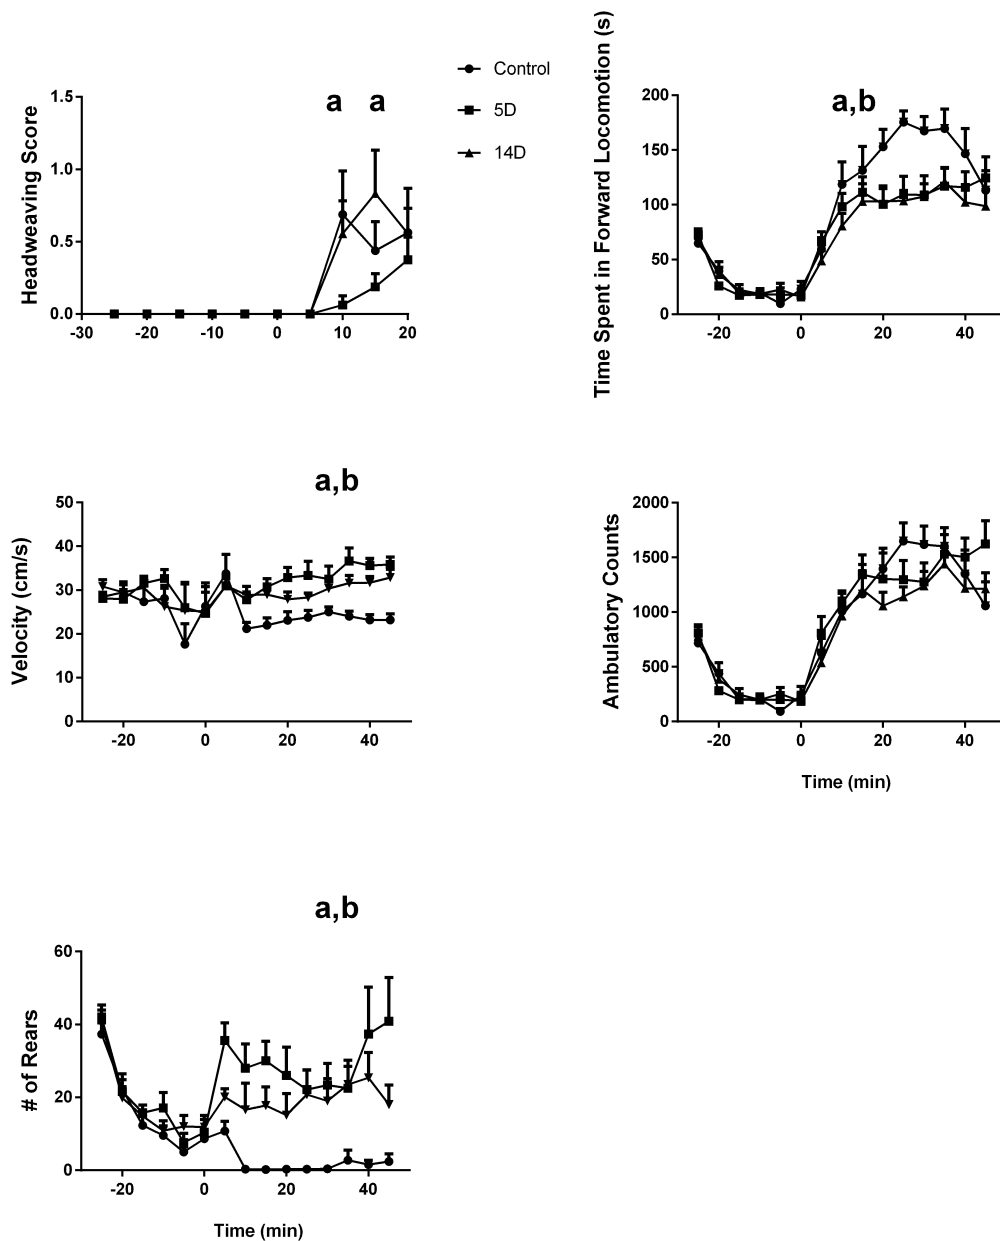 Headweaving Score
1.5
1.0
0.5
0.0
-30 -20 -10 0 10 20
a a
Control
5D
14D
Time Spent in Forward Locomotion (s)
200
150
100
50
0
-20 0 20 40
a,b
Velocity (cm/s)
50
40
30
20
10
0
-20 0 20 40
a,b
Ambulatory Counts
2000
1500
1000
500
0
-20 0 20 40
Time (min)
# of Rears
60
40
20
0
-20 0 20 40
a,b
Time (min)